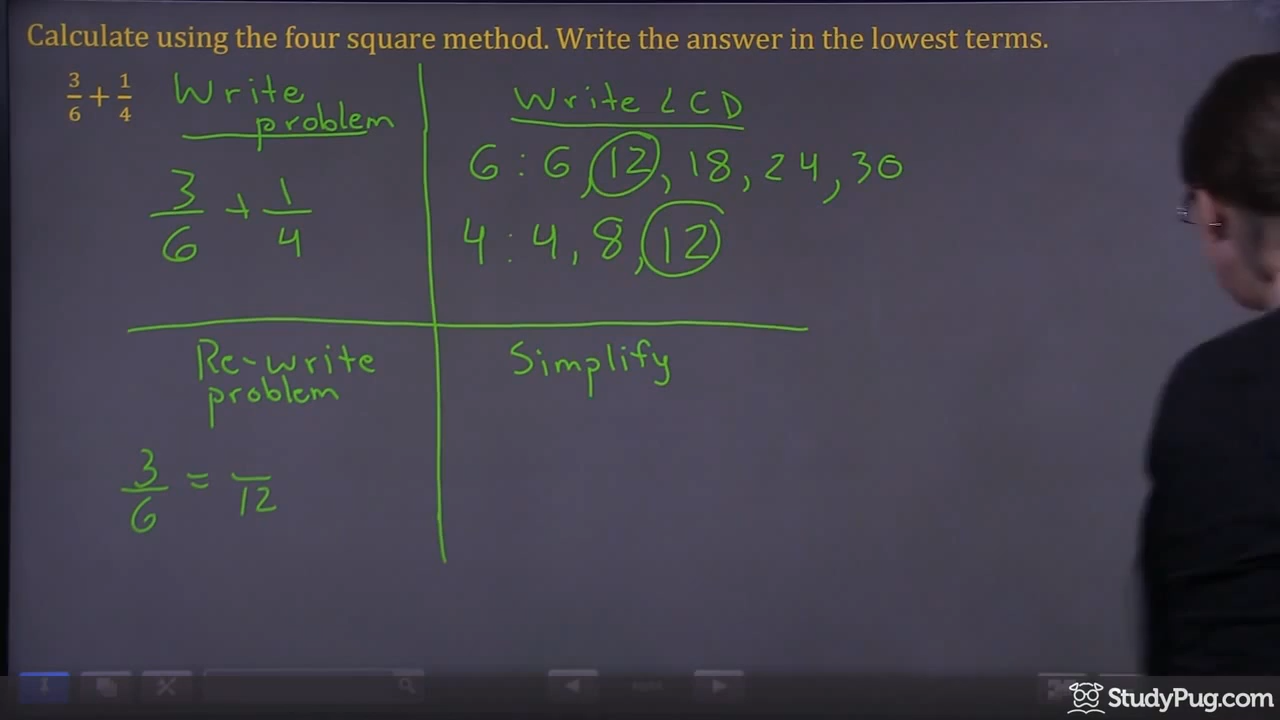 Calculate using the four square method. Write the answer in the lowest terms.
3/6 + 1/4
Write problem
3/6 + 1/4
Write LCD
6 : 6, 12, 18, 24, 30
4 : 4, 8, 12
Re-write
problem
3/6 = /12
Simplify
StudyPug.com